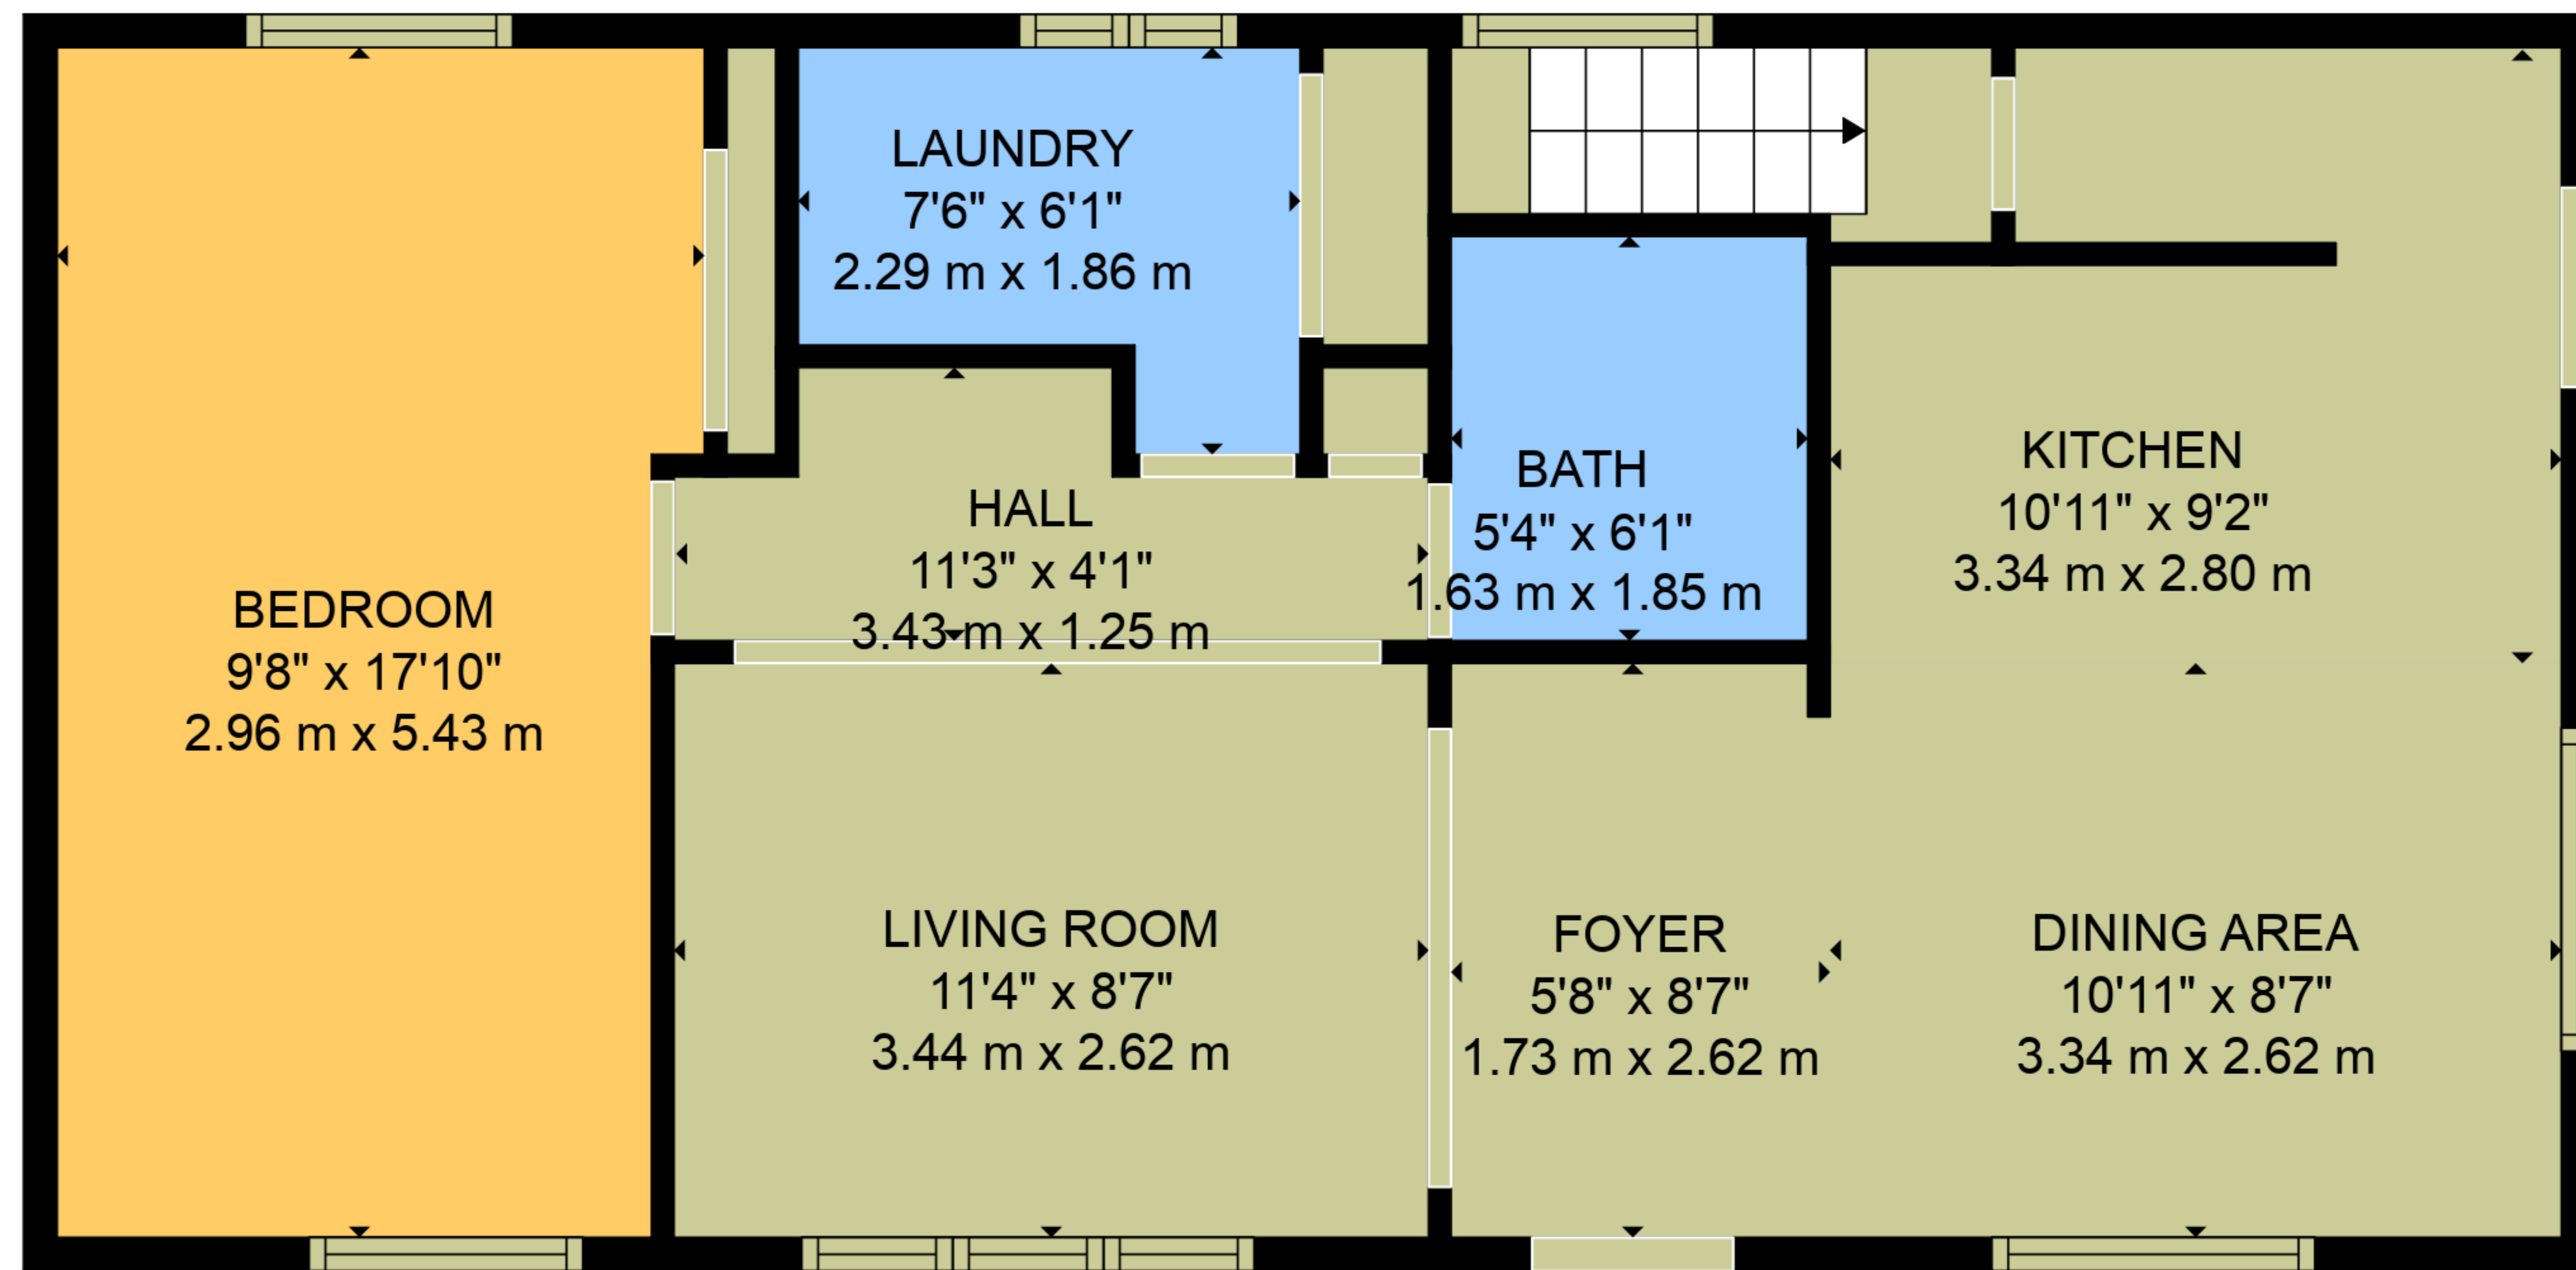 LAUNDRY
7'6" x 6'1"
2.29 m x 1.86 m
BEDROOM
9'8" x 17'10"
2.96 m x 5.43 m
HALL
11'3" x 4'1"
3.43 m x 1.25 m
BATH
5'4" x 6'1"
1.63 m x 1.85 m
KITCHEN
10'11" x 9'2"
3.34 m x 2.80 m
LIVING ROOM
11'4" x 8'7"
3.44 m x 2.62 m
FOYER
5'8" x 8'7"
1.73 m x 2.62 m
DINING AREA
10'11" x 8'7"
3.34 m x 2.62 m